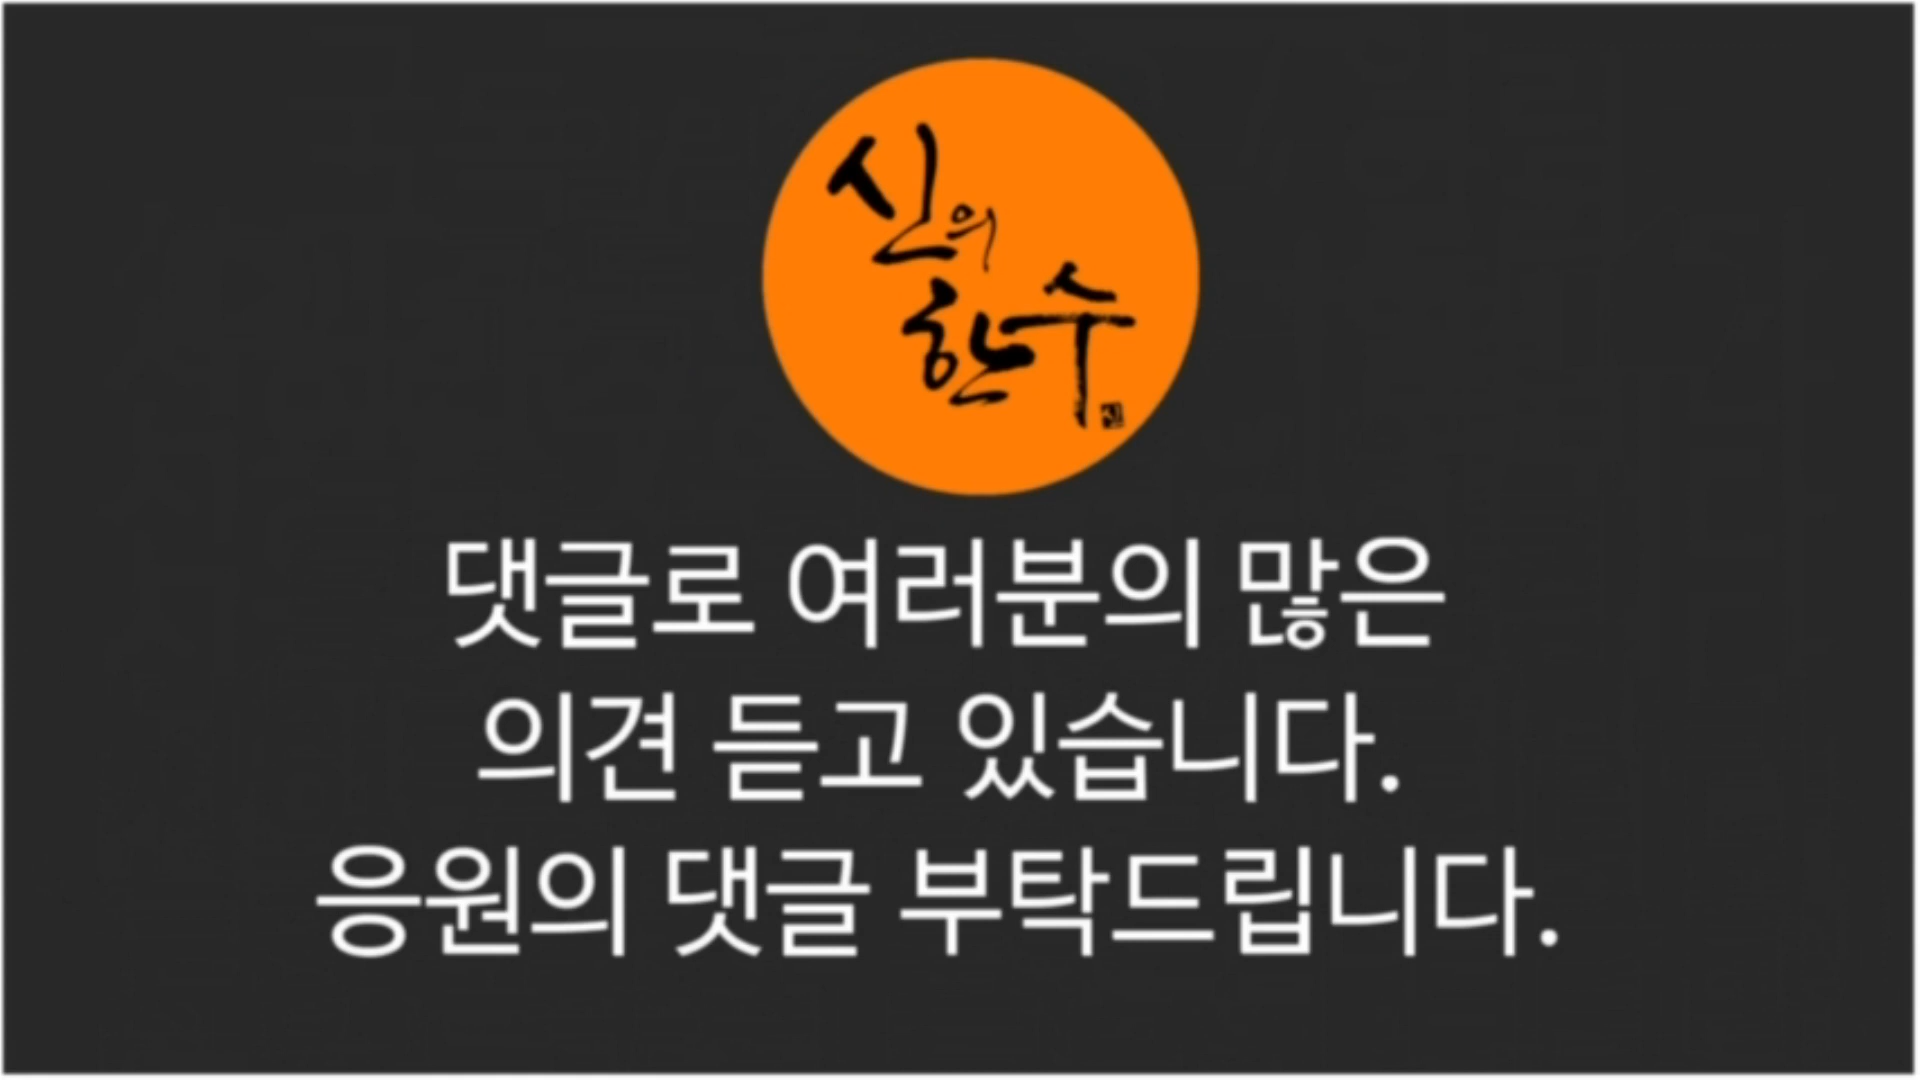 신의
한수
신
댓글로 여러분의 많은
의견 듣고 있습니다.
응원의 댓글 부탁드립니다.